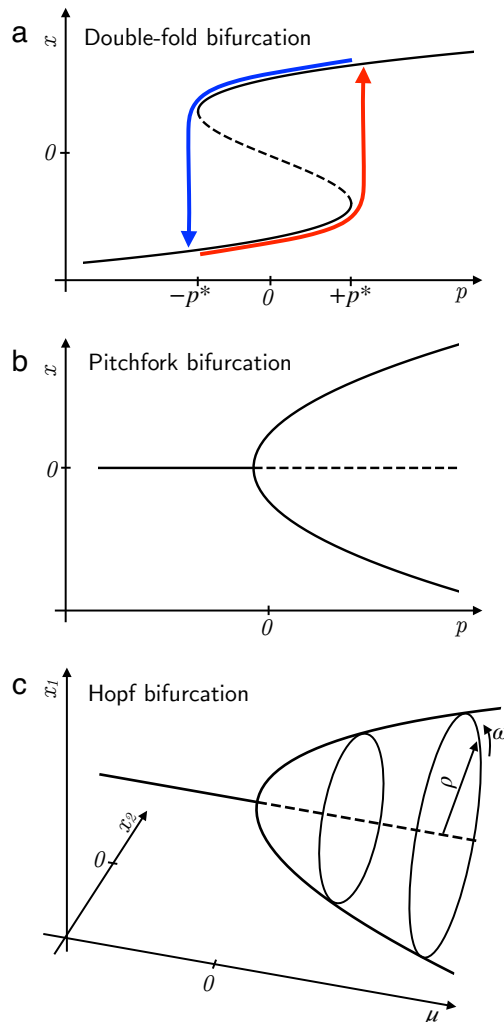 a
Double-fold bifurcation
x
0
−p*
0
+p*
p
b
Pitchfork bifurcation
x
0
0
p
c
Hopf bifurcation
x1
ω
ρ
x2
0
0
μ